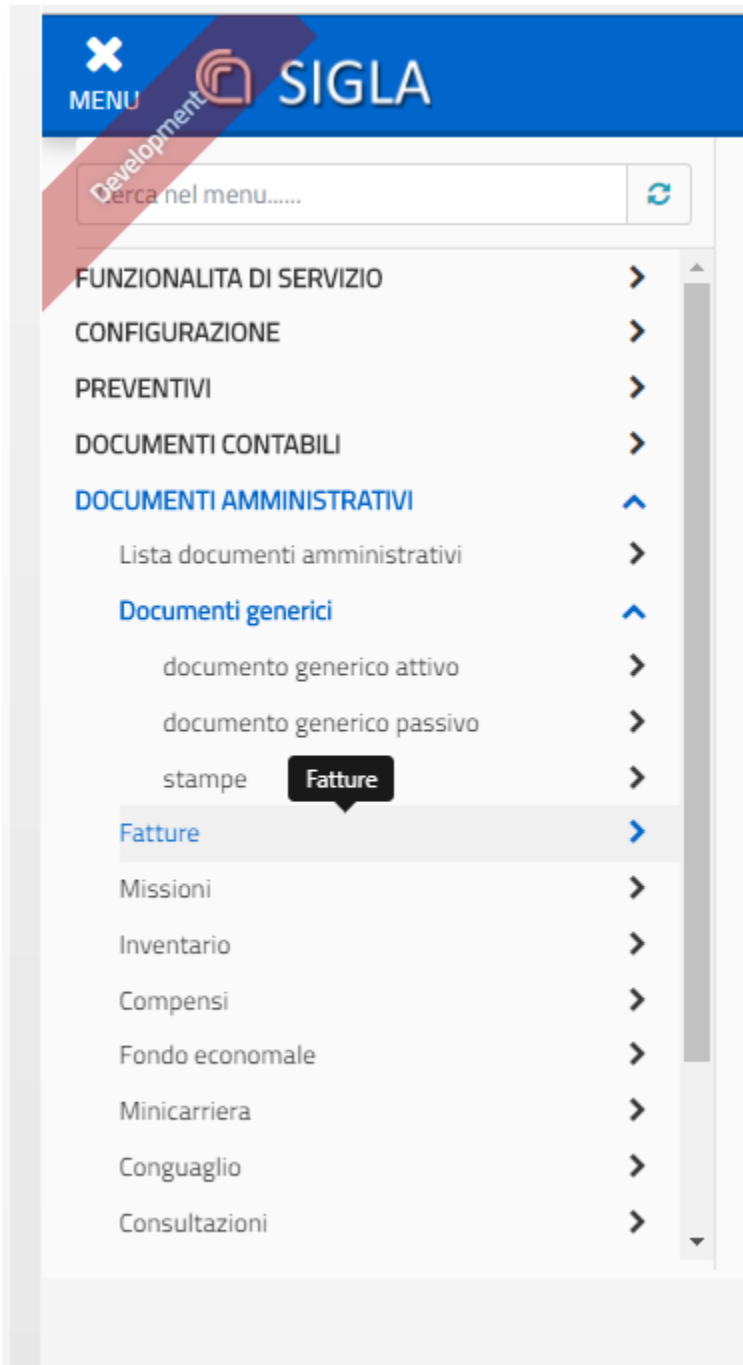 MENU
SIGLA
Development
Cerca nel menu......
FUNZIONALITA DI SERVIZIO
CONFIGURAZIONE
PREVENTIVI
DOCUMENTI CONTABILI
DOCUMENTI AMMINISTRATIVI
Lista documenti amministrativi
Documenti generici
documento generico attivo
documento generico passivo
stampe
Fatture
Fatture
Missioni
Inventario
Compensi
Fondo economale
Minicarriera
Conguaglio
Consultazioni